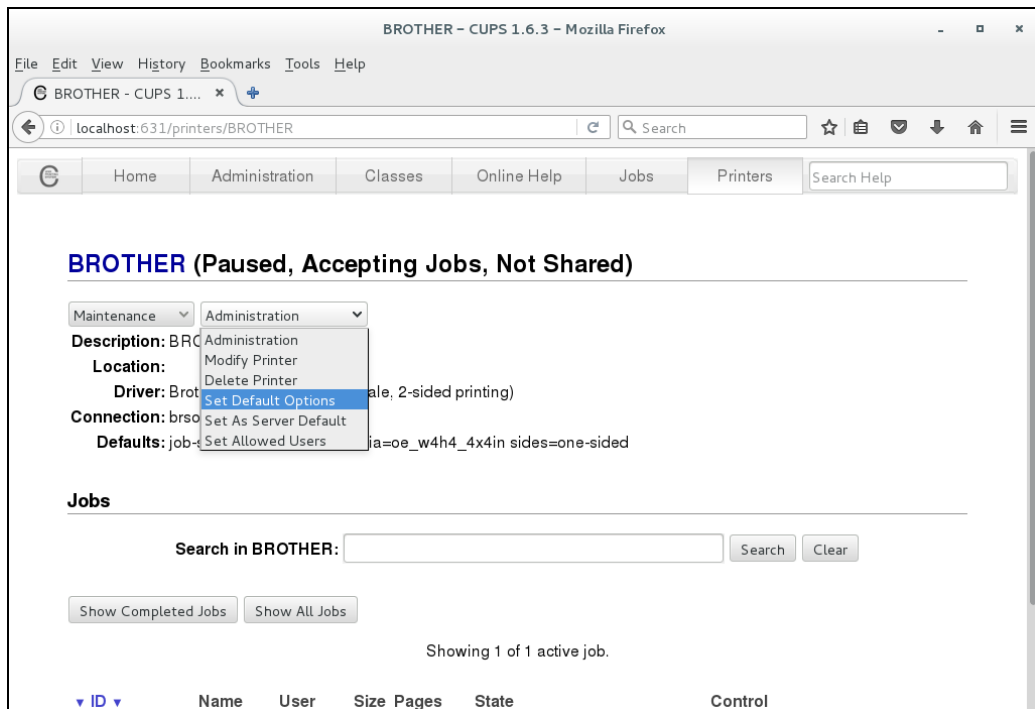 BROTHER – CUPS 1.6.3 – Mozilla Firefox
File Edit View History Bookmarks Tools Help
BROTHER - CUPS 1....
localhost:631/printers/BROTHER Search
Home Administration Classes Online Help Jobs Printers Search Help
BROTHER (Paused, Accepting Jobs, Not Shared)
Maintenance Administration
Description: BRO
Administration
Modify Printer
Location:
Delete Printer
Driver: Brot ale, 2-sided printing)
Set Default Options
Connection: brso
Set As Server Default
Defaults: job-s ia=oe_w4h4_4x4in sides=one-sided
Set Allowed Users
Jobs
Search in BROTHER: Search Clear
Show Completed Jobs Show All Jobs
Showing 1 of 1 active job.
▼ ID ▼ Name User Size Pages State Control